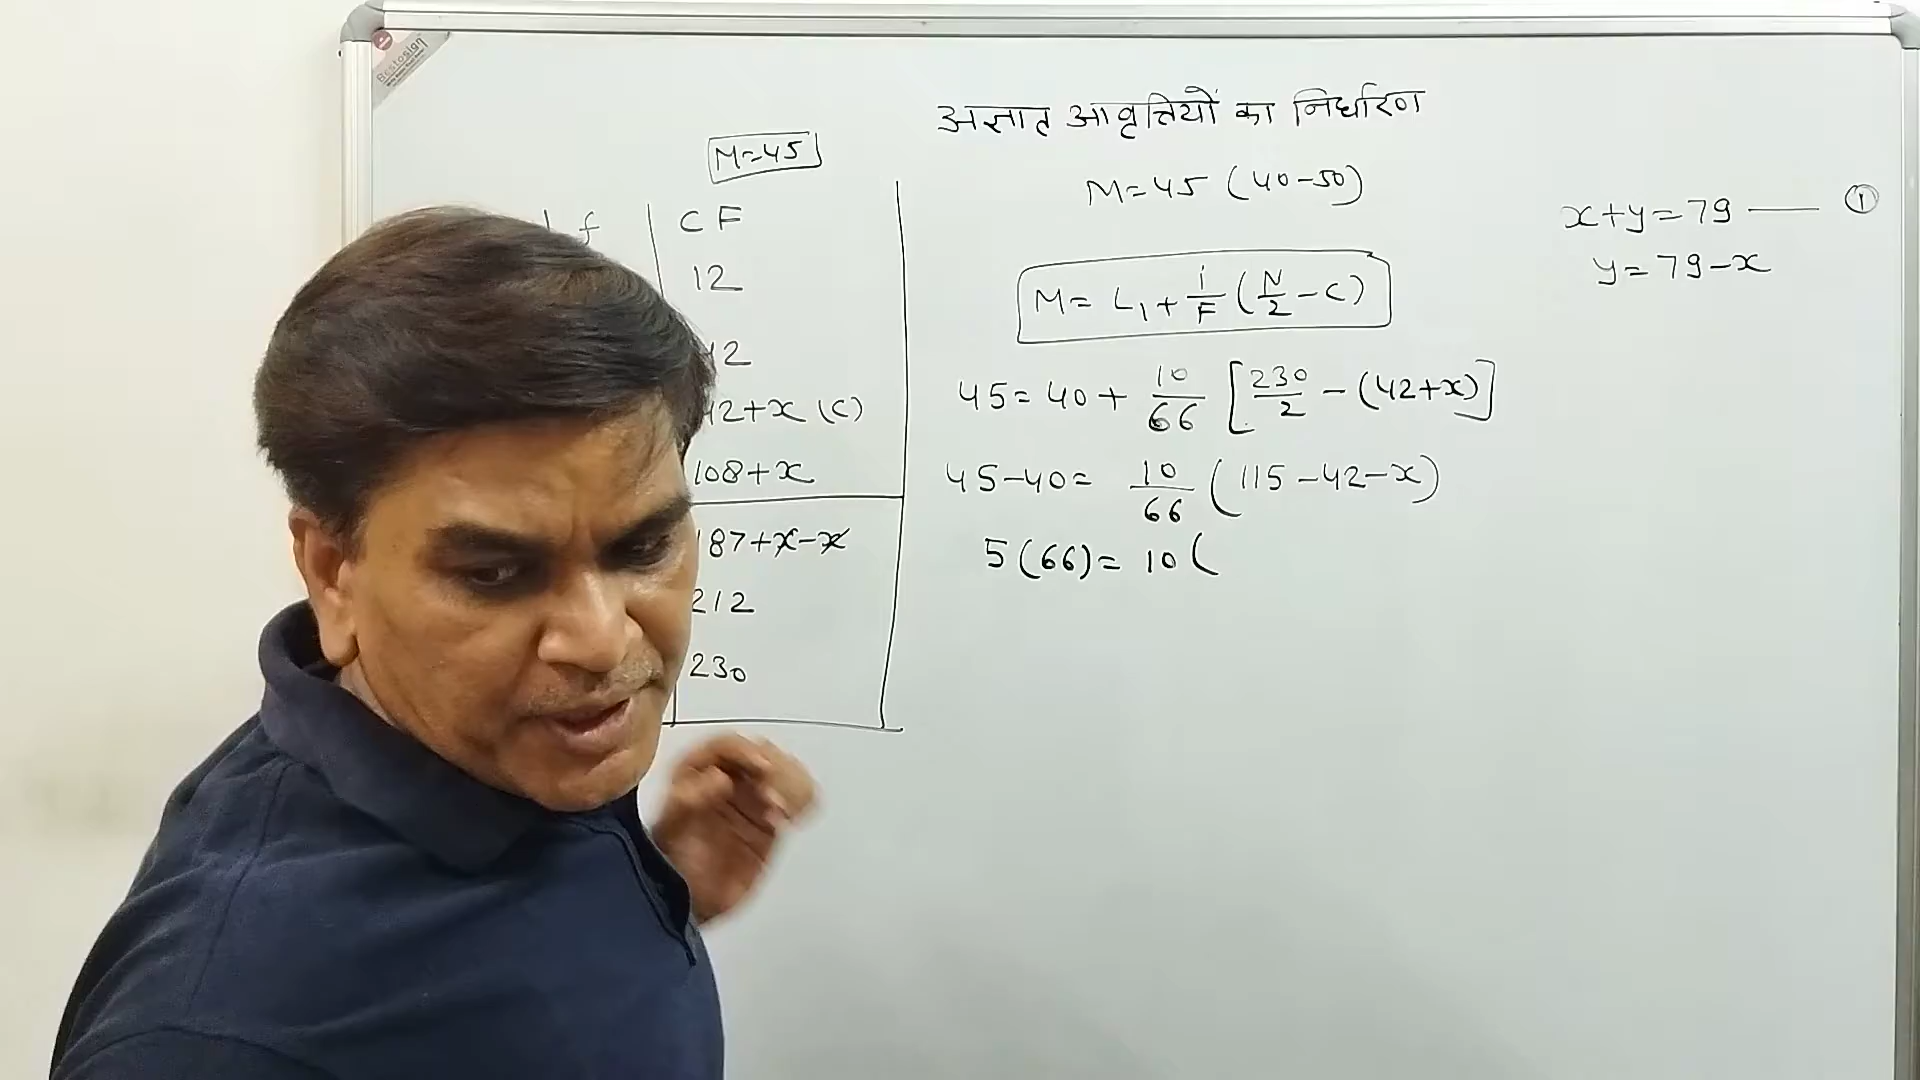 Bestosign
अज्ञात आवृत्तियों का निर्धारण
M=45
M=45 (40-50)
x+y=79 —— ①
y=79-x
f
CF
12
42+x (C)
108+x
187+x-x
212
230
M= L₁+ i/F (N/2 - C)
45=40+ 10/66 [230/2 - (42+x)]
45-40= 10/66 (115-42-x)
5(66)= 10(